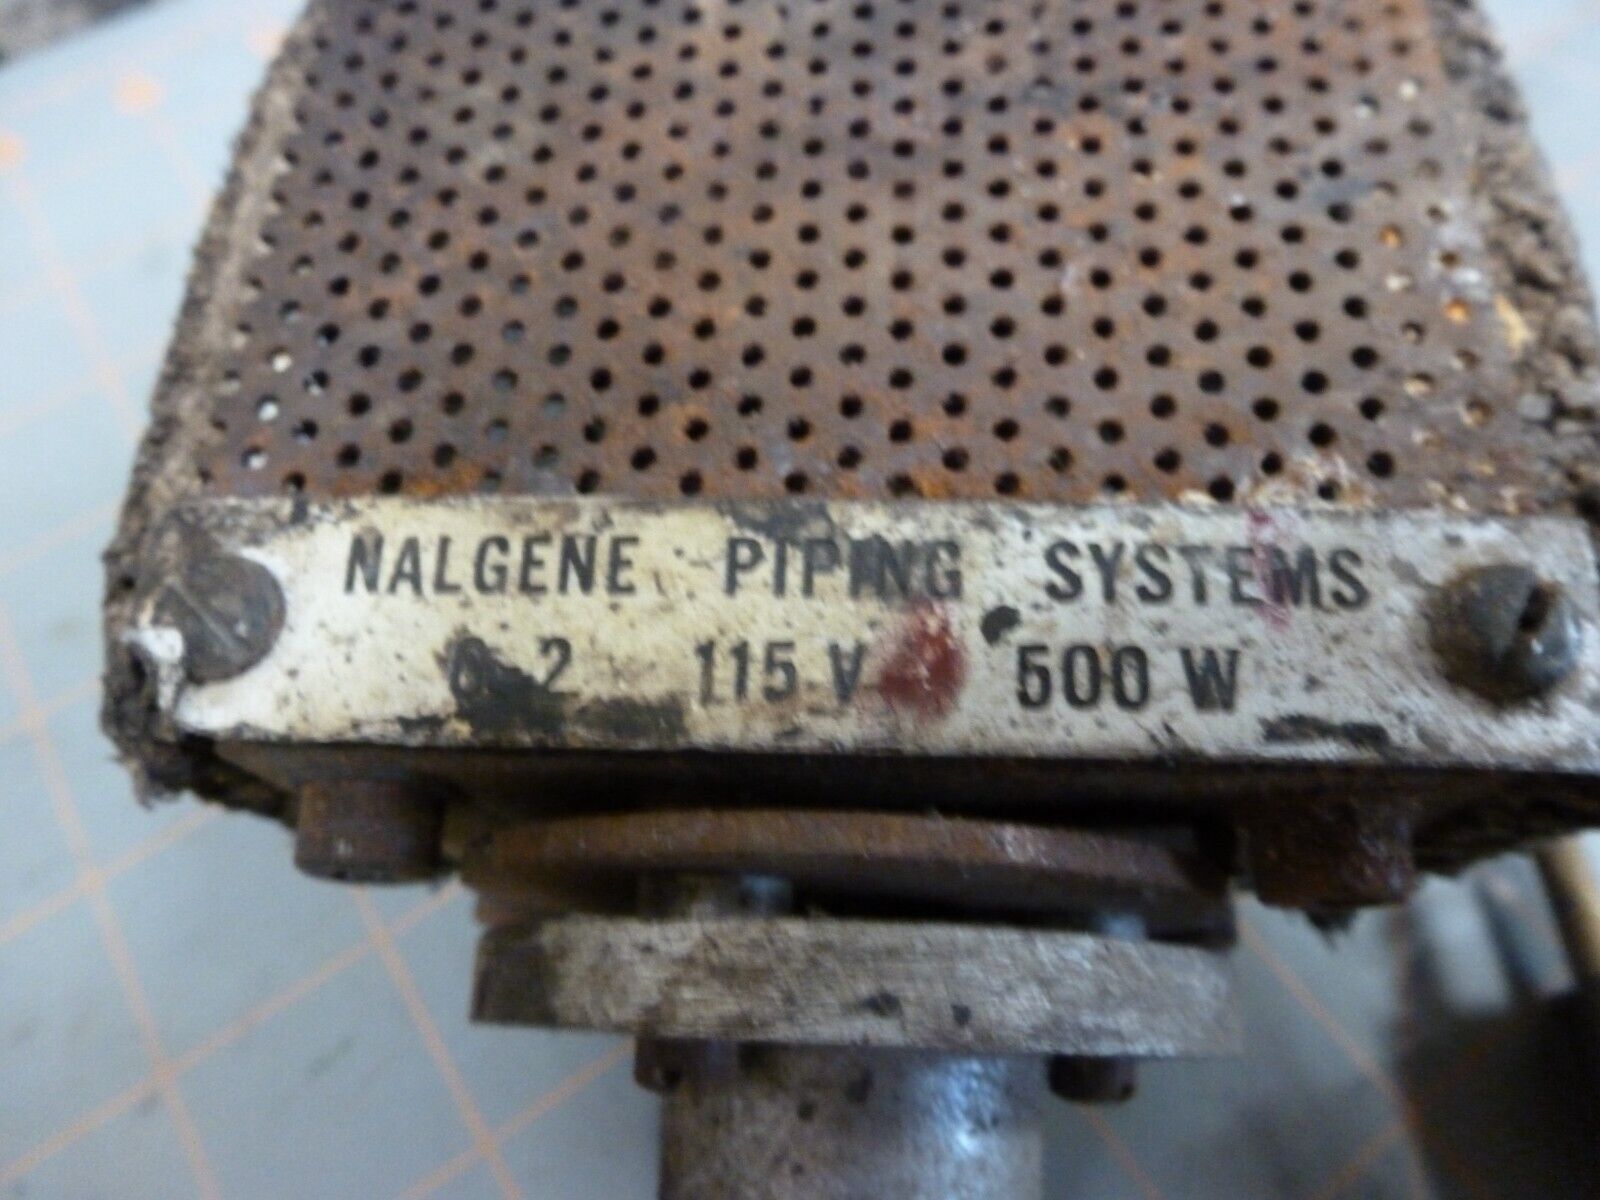 NALGENE PIPING SYSTEMS
2 115 V 500 W